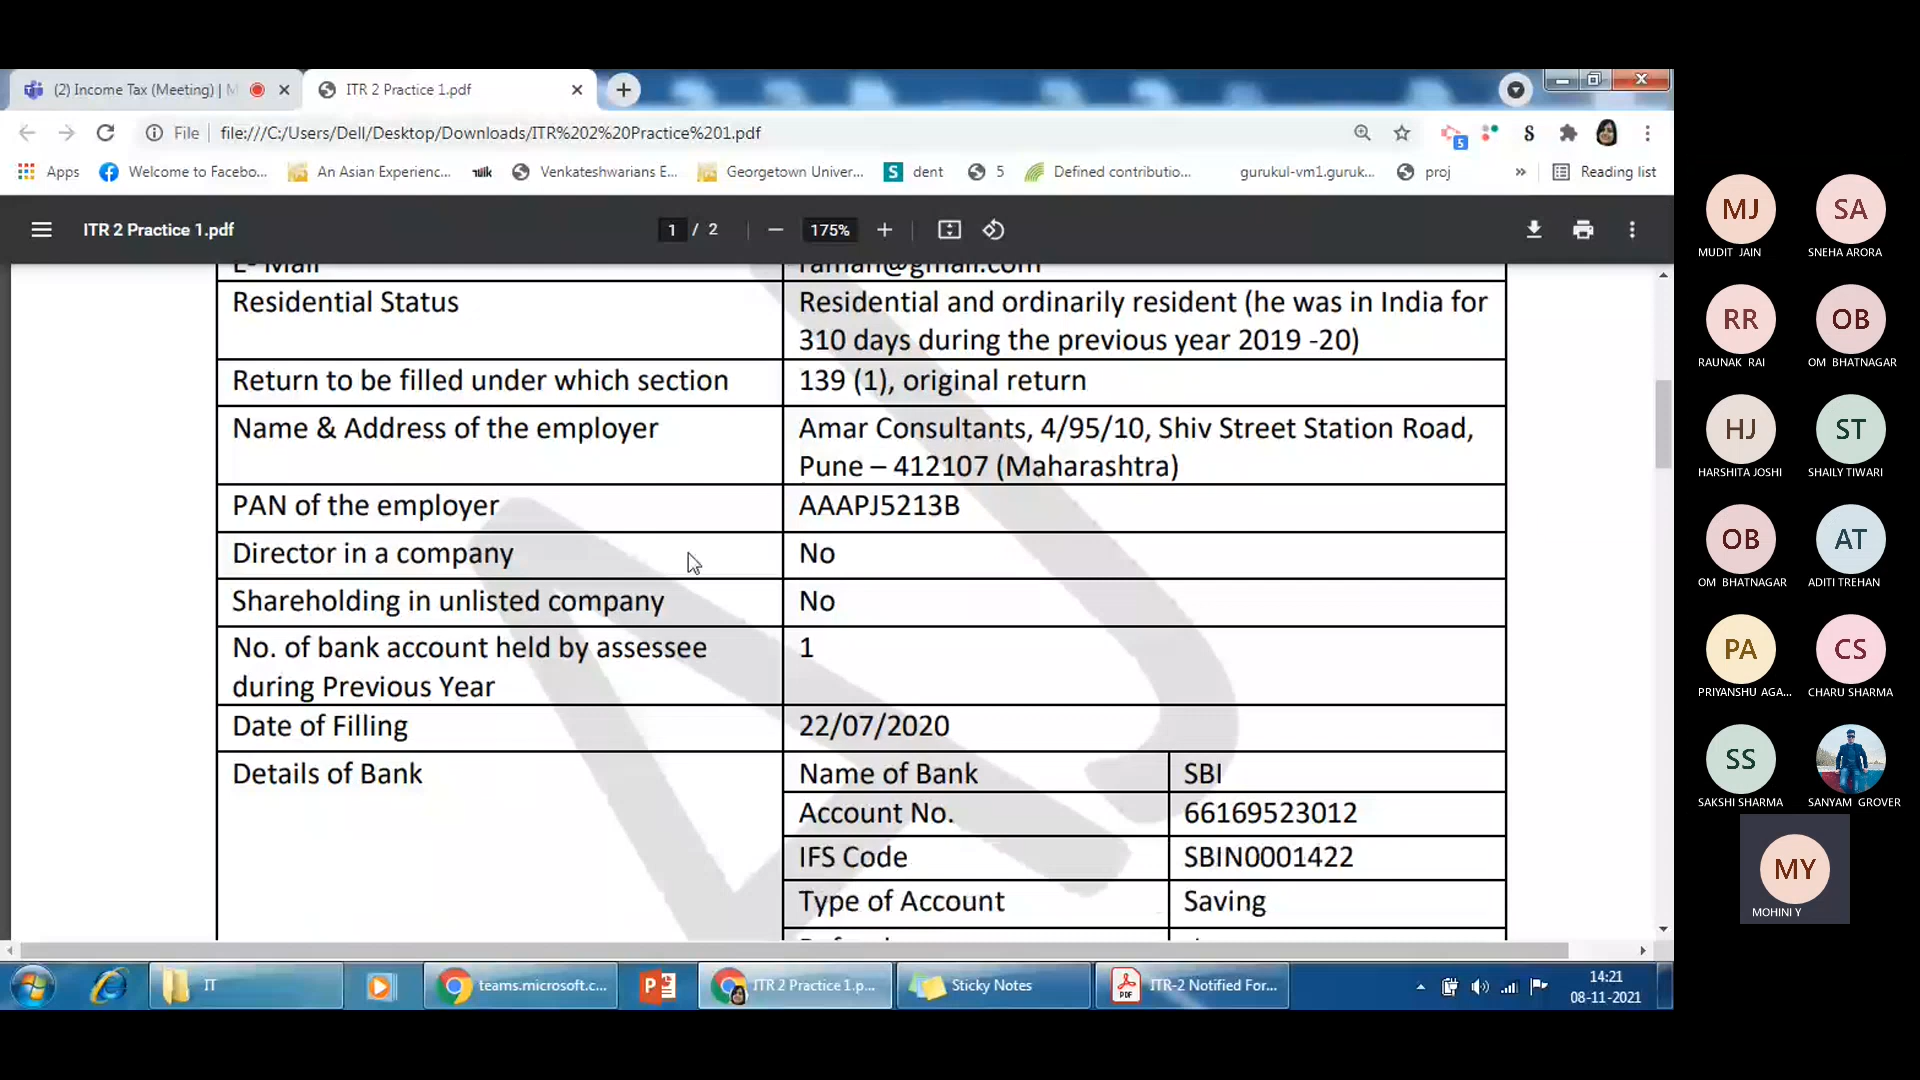 (2) Income Tax (Meeting) | M
ITR 2 Practice 1.pdf
File
file:///C:/Users/Dell/Desktop/Downloads/ITR%202%20Practice%201.pdf
5
S
Apps
Welcome to Facebo...
An Asian Experienc...
Venkateshwarians E...
Georgetown Univer...
S
dent
5
Defined contributio...
gurukul-vm1.guruk...
proj
»
Reading list
ITR 2 Practice 1.pdf
1 / 2
175%
E- Mail
raman@gmail.com
Residential Status
Residential and ordinarily resident (he was in India for
310 days during the previous year 2019 -20)
Return to be filled under which section
139 (1), original return
Name & Address of the employer
Amar Consultants, 4/95/10, Shiv Street Station Road,
Pune – 412107 (Maharashtra)
PAN of the employer
AAAPJ5213B
Director in a company
No
Shareholding in unlisted company
No
No. of bank account held by assessee
during Previous Year
1
Date of Filling
22/07/2020
Details of Bank
Name of Bank
SBI
Account No.
66169523012
IFS Code
SBIN0001422
Type of Account
Saving
IT
teams.microsoft.c...
ITR 2 Practice 1.p...
Sticky Notes
PDF
ITR-2 Notified For...
14:21
08-11-2021
MJ
MUDIT JAIN
SA
SNEHA ARORA
RR
RAUNAK RAI
OB
OM BHATNAGAR
HJ
HARSHITA JOSHI
ST
SHAILY TIWARI
OB
OM BHATNAGAR
AT
ADITI TREHAN
PA
PRIYANSHU AGA...
CS
CHARU SHARMA
SS
SAKSHI SHARMA
SANYAM GROVER
MY
MOHINI Y